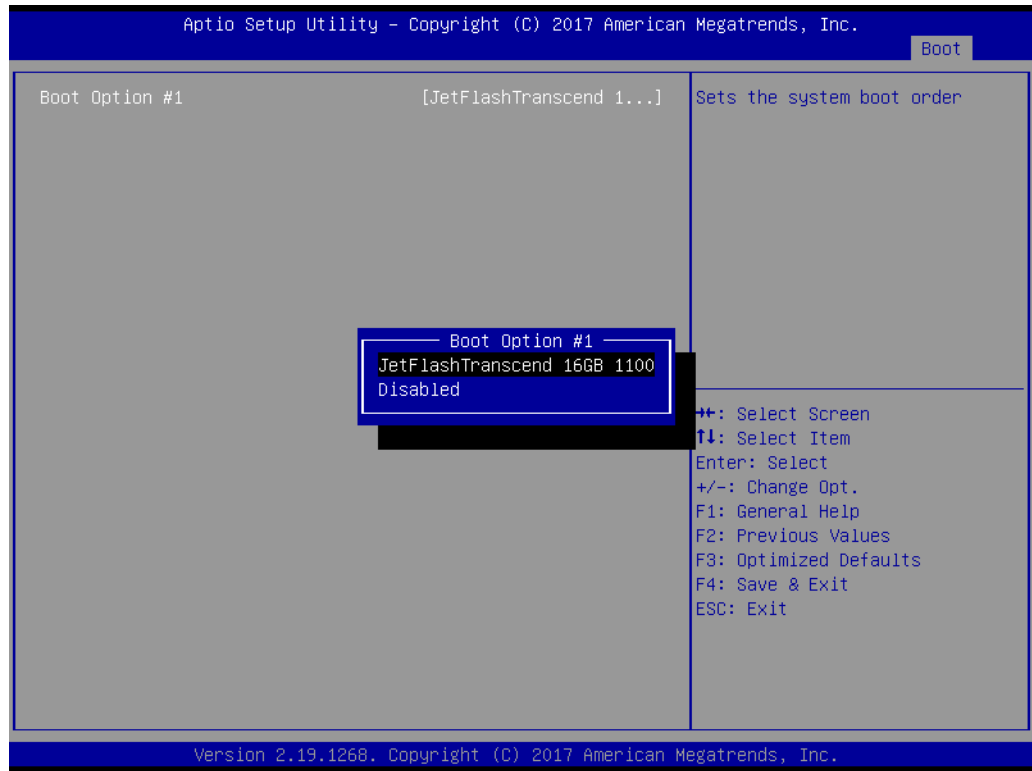 Aptio Setup Utility – Copyright (C) 2017 American Megatrends, Inc.
Boot
Boot Option #1 [JetFlashTranscend 1...]
Sets the system boot order
Boot Option #1
JetFlashTranscend 16GB 1100
Disabled
→←: Select Screen
↑↓: Select Item
Enter: Select
+/-: Change Opt.
F1: General Help
F2: Previous Values
F3: Optimized Defaults
F4: Save & Exit
ESC: Exit
Version 2.19.1268. Copyright (C) 2017 American Megatrends, Inc.